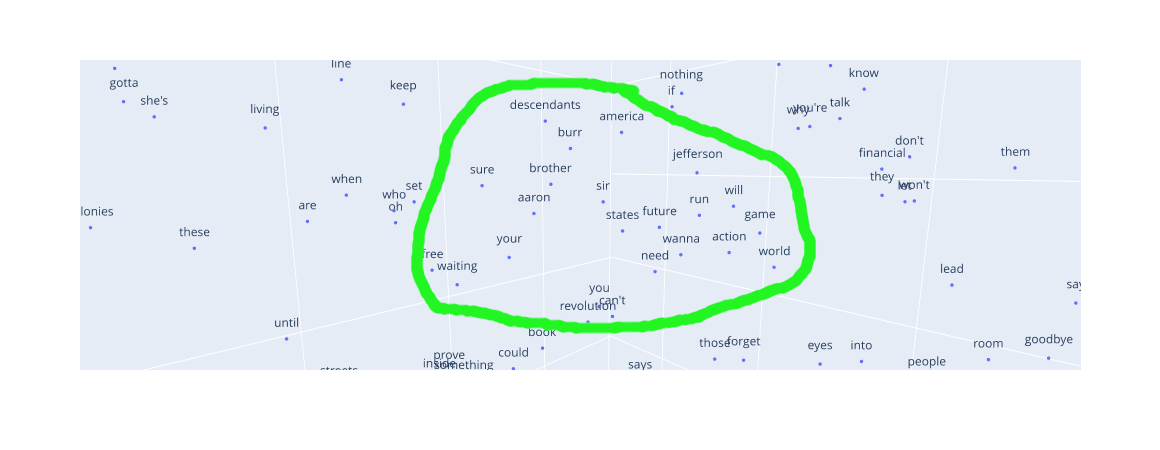 line
nothing
know
gotta
keep
if
she's
descendants
talk
living
america
why
you're
burr
don't
jefferson
financial
them
sure
brother
they
when
set
sir
will
won't
who
aaron
run
oh
are
states
future
game
lonies
these
your
wanna
action
free
need
world
waiting
lead
you
say
can't
revolution
until
book
those
forget
eyes
into
room
goodbye
could
prove
inside
something
says
people